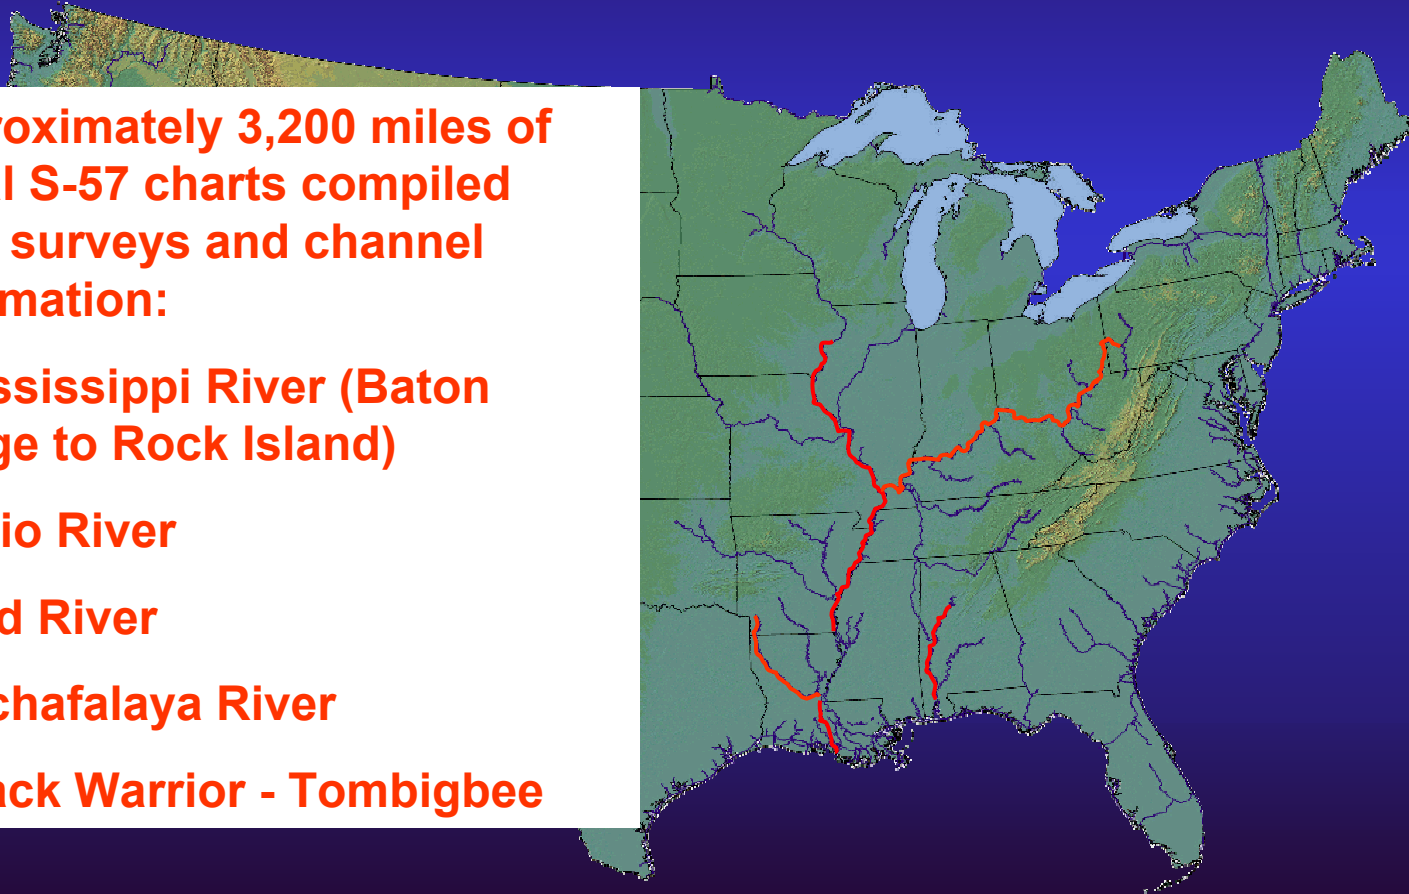 roximately 3,200 miles of
l S-57 charts compiled
surveys and channel
mation:
ssissippi River (Baton
ge to Rock Island)
io River
d River
chafalaya River
ack Warrior - Tombigbee